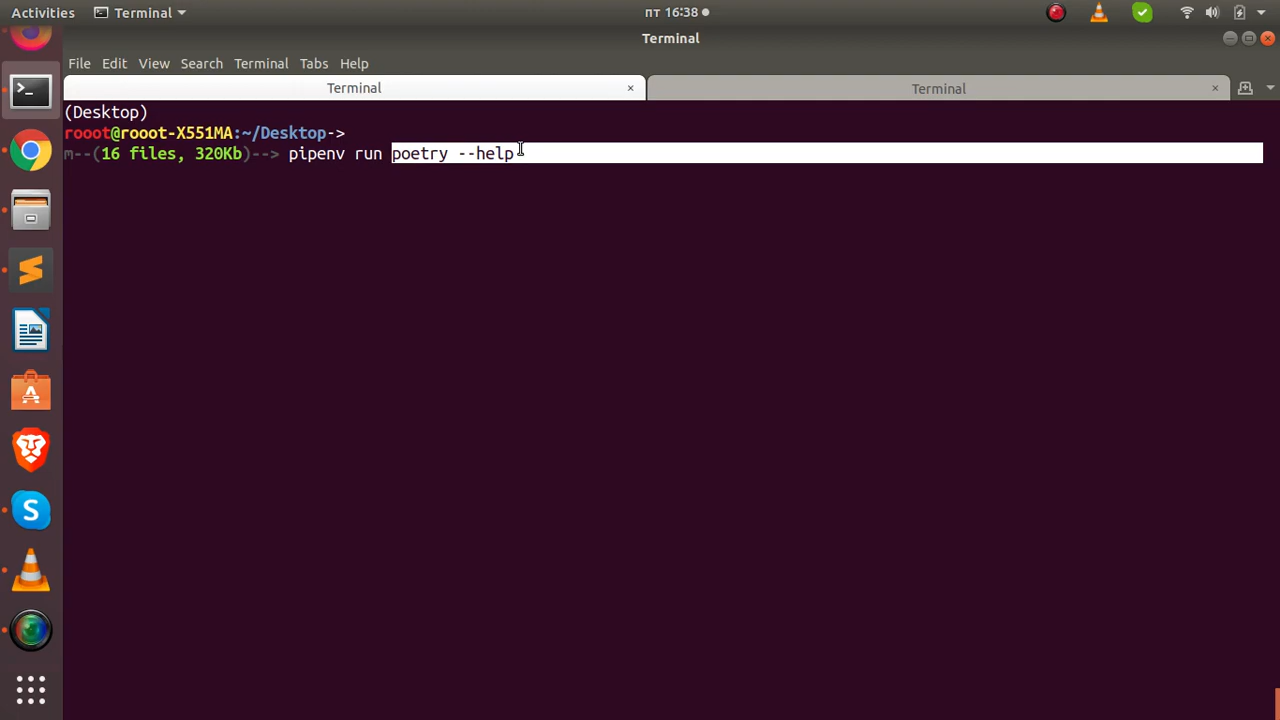 Activities Terminal пт 16:38
Terminal
File Edit View Search Terminal Tabs Help
Terminal × Terminal ×
(Desktop)
rooot@rooot-X551MA:~/Desktop->
m--(16 files, 320Kb)--> pipenv run poetry --help